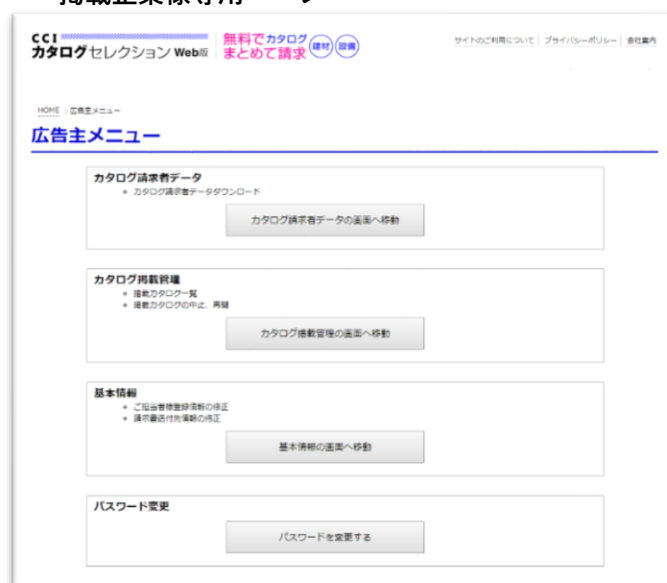 掲載企業様専用ページ
CCI
カタログセレクション Web版
無料でカタログ
まとめて請求
建材 設備
サイトのご利用について│プライバシーポリシー│会社案内
HOME > 広告主メニュー
広告主メニュー
カタログ請求者データ
カタログ請求者データダウンロード
カタログ請求者データの画面へ移動
カタログ掲載管理
掲載カタログ一覧
掲載カタログの中止、再開
カタログ掲載管理の画面へ移動
基本情報
ご担当者様登録情報の修正
請求書送付先情報の修正
基本情報の画面へ移動
パスワード変更
パスワードを変更する